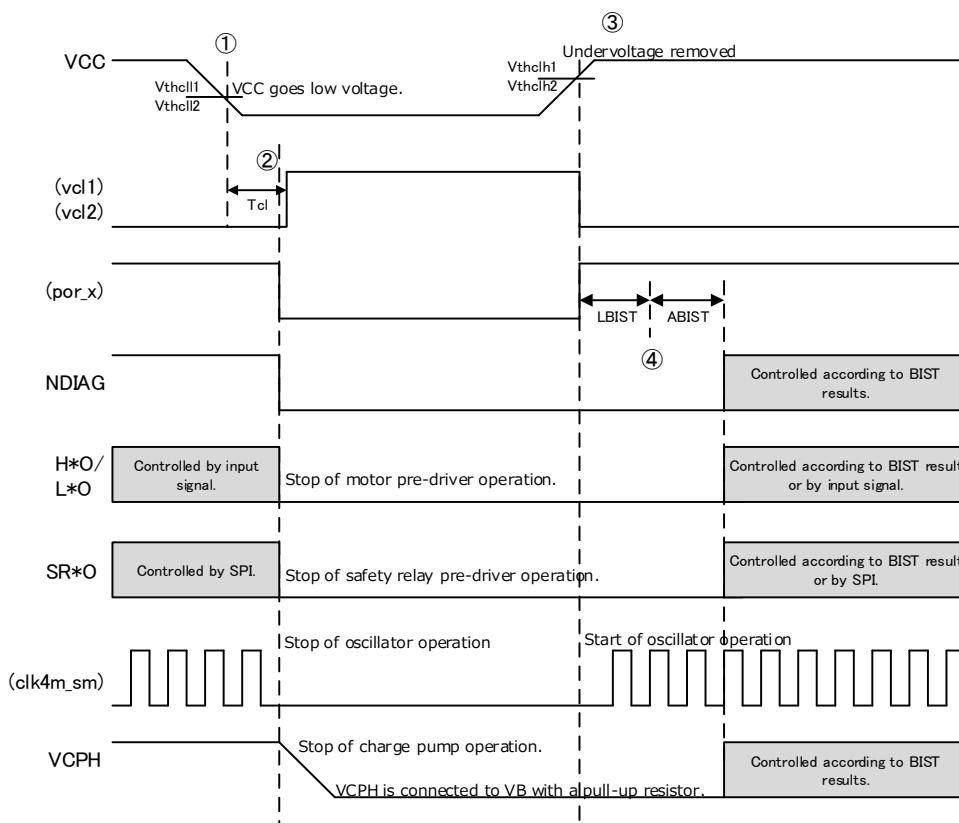 ①
③
VCC
Undervoltage removed
Vthcll1
Vthcll2
VCC goes low voltage.
Vthclh1
Vthclh2
②
(vcl1)
(vcl2)
Tcl
(por_x)
LBIST
ABIST
④
NDIAG
Controlled according to BIST
results.
H*O/
L*O
Controlled by input
signal.
Stop of motor pre-driver operation.
Controlled according to BIST result
or by input signal.
SR*O
Controlled by SPI.
Stop of safety relay pre-driver operation.
Controlled according to BIST result
or by SPI.
Stop of oscillator operation
Start of oscillator operation
(clk4m_sm)
VCPH
Stop of charge pump operation.
VCPH is connected to VB with a pull-up resistor.
Controlled according to BIST
results.